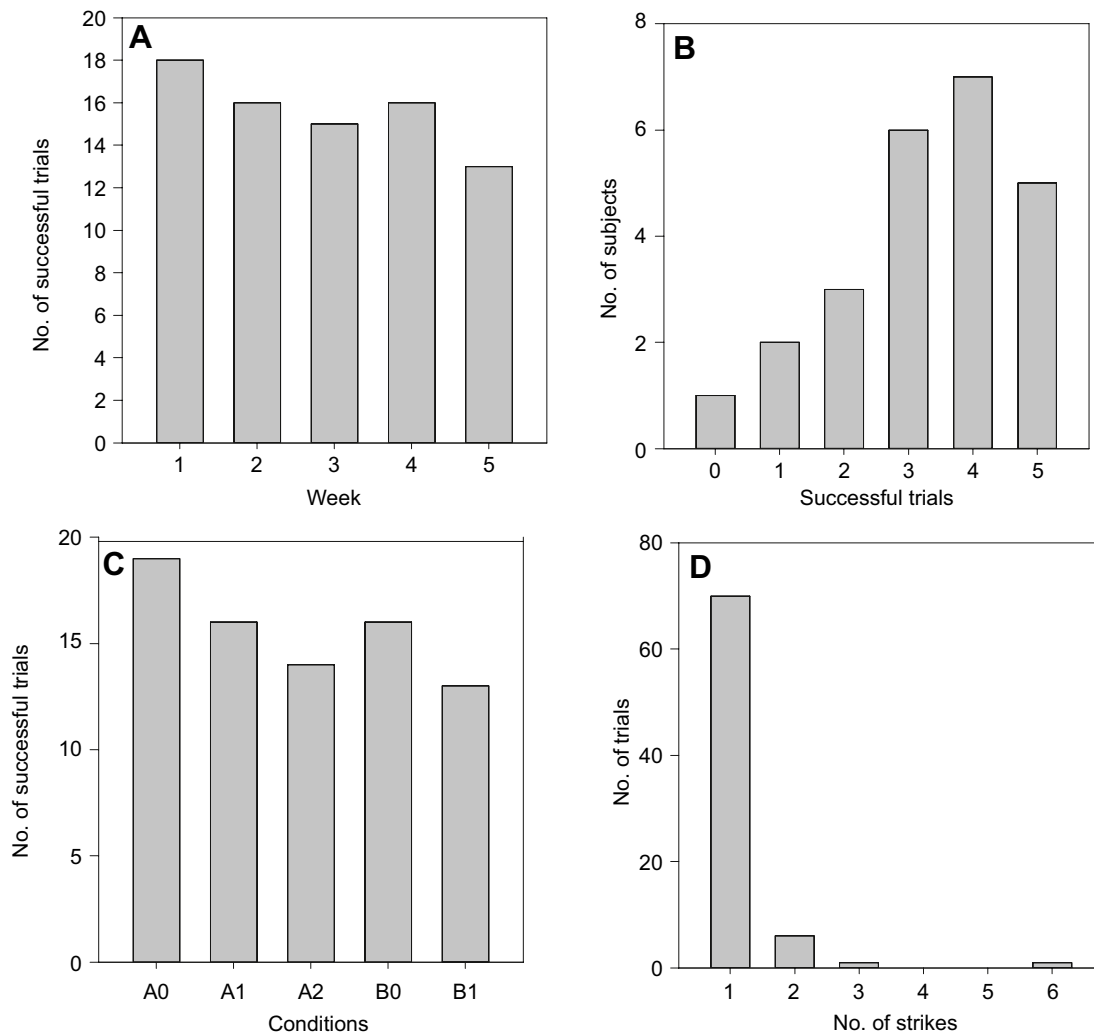 A
No. of successful trials
20
18
16
14
12
10
8
6
4
2
0
1 2 3 4 5
Week
B
No. of subjects
8
6
4
2
0
0 1 2 3 4 5
Successful trials
C
No. of successful trials
20
15
10
5
0
A0 A1 A2 B0 B1
Conditions
D
No. of trials
80
60
40
20
0
1 2 3 4 5 6
No. of strikes